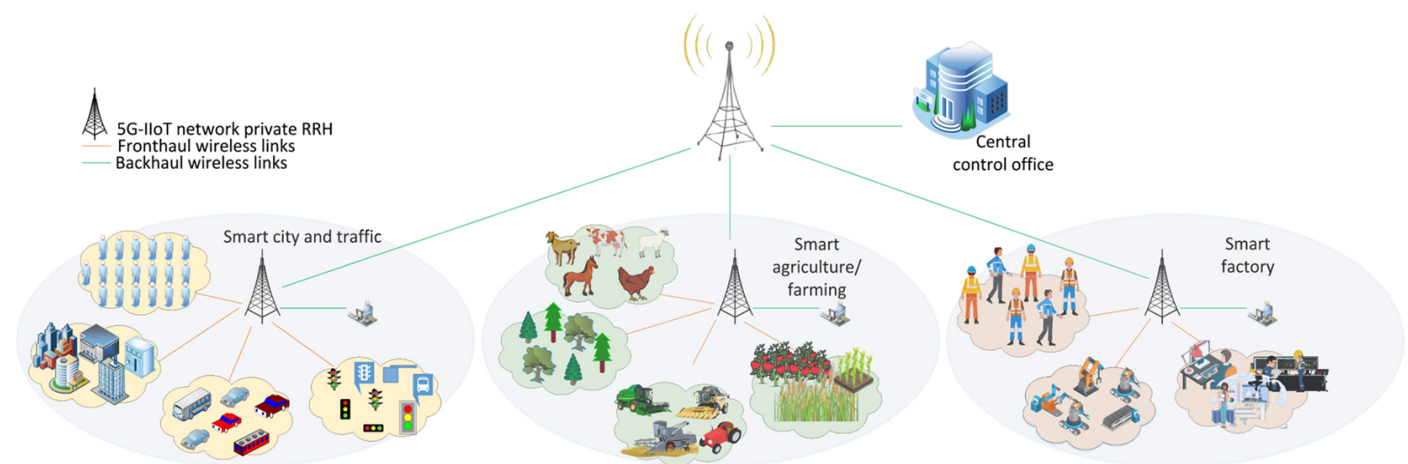 5G-IIoT network private RRH
Fronthaul wireless links
Backhaul wireless links
Central
control office
Smart city and traffic
Smart
agriculture/
farming
Smart
factory